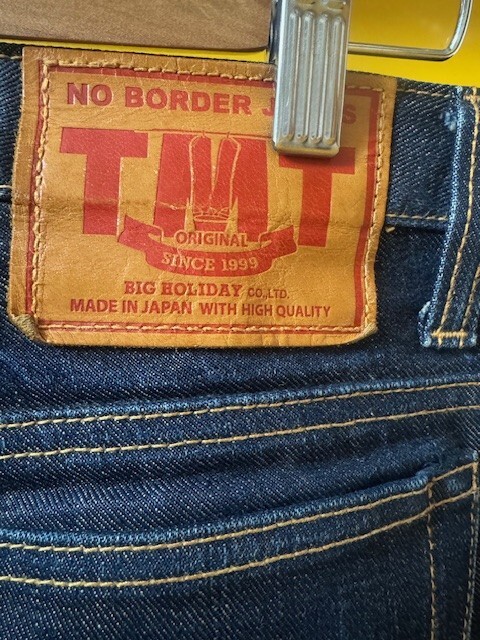 NO BORDER J S
TMT
ORIGINAL
SINCE 1999
BIG HOLIDAY CO.,LTD.
MADE IN JAPAN WITH HIGH QUALITY